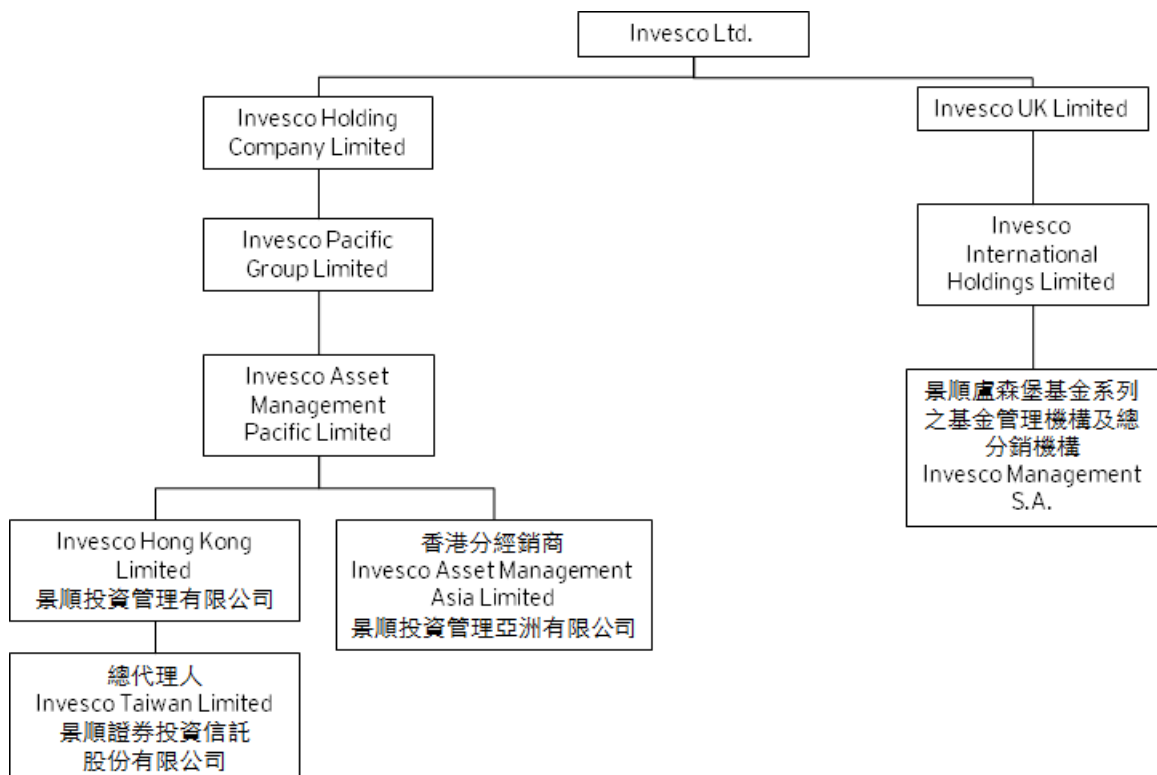 Invesco Ltd.
Invesco Holding
Company Limited
Invesco UK Limited
Invesco Pacific
Group Limited
Invesco
International
Holdings Limited
Invesco Asset
Management
Pacific Limited
景順盧森堡基金系列
之基金管理機構及總
分銷機構
Invesco Management
S.A.
Invesco Hong Kong
Limited
景順投資管理有限公司
香港分經銷商
Invesco Asset Management
Asia Limited
景順投資管理亞洲有限公司
總代理人
Invesco Taiwan Limited
景順證券投資信託
股份有限公司